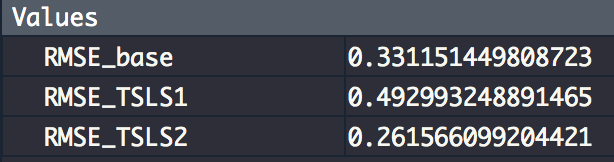 Values
RMSE_base 0.331151449808723
RMSE_TSLS1 0.492993248891465
RMSE_TSLS2 0.261566099204421